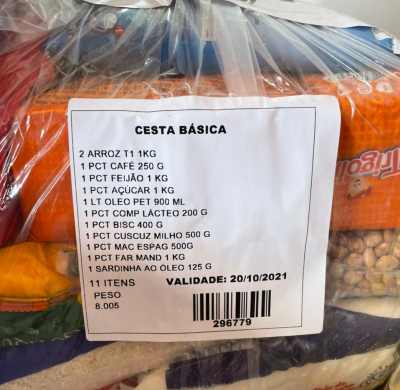 CESTA BÁSICA
2 ARROZ T1 1KG
1 PCT CAFÉ 250 G
1 PCT FEIJÃO 1 KG
1 PCT AÇÚCAR 1 KG
1 LT OLEO PET 900 ML
1 PCT COMP LÁCTEO 200 G
1 PCT BISC 400 G
1 PCT CUSCUZ MILHO 500 G
1 PCT MAC ESPAG 500G
1 PCT FAR MAND 1 KG
1 SARDINHA AO ÓLEO 125 G
11 ITENS VALIDADE: 20/10/2021
PESO
8.005
296779